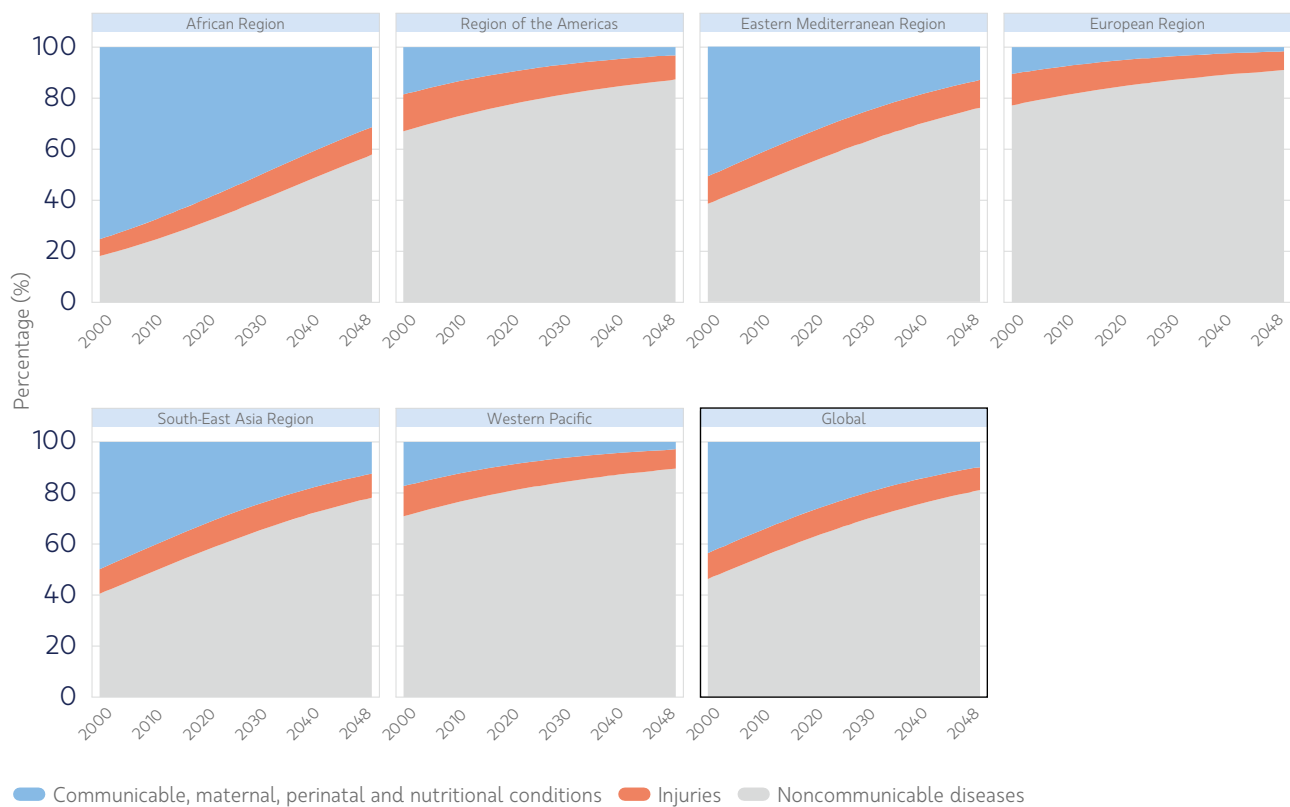 African Region
Region of the Americas
Eastern Mediterranean Region
European Region
100
80
60
40
20
0
2000 2010 2020 2030 2040 2048
2000 2010 2020 2030 2040 2048
2000 2010 2020 2030 2040 2048
2000 2010 2020 2030 2040 2048
Percentage (%)
South-East Asia Region
Western Pacific
Global
100
80
60
40
20
0
2000 2010 2020 2030 2040 2048
2000 2010 2020 2030 2040 2048
2000 2010 2020 2030 2040 2048
Communicable, maternal, perinatal and nutritional conditions Injuries Noncommunicable diseases